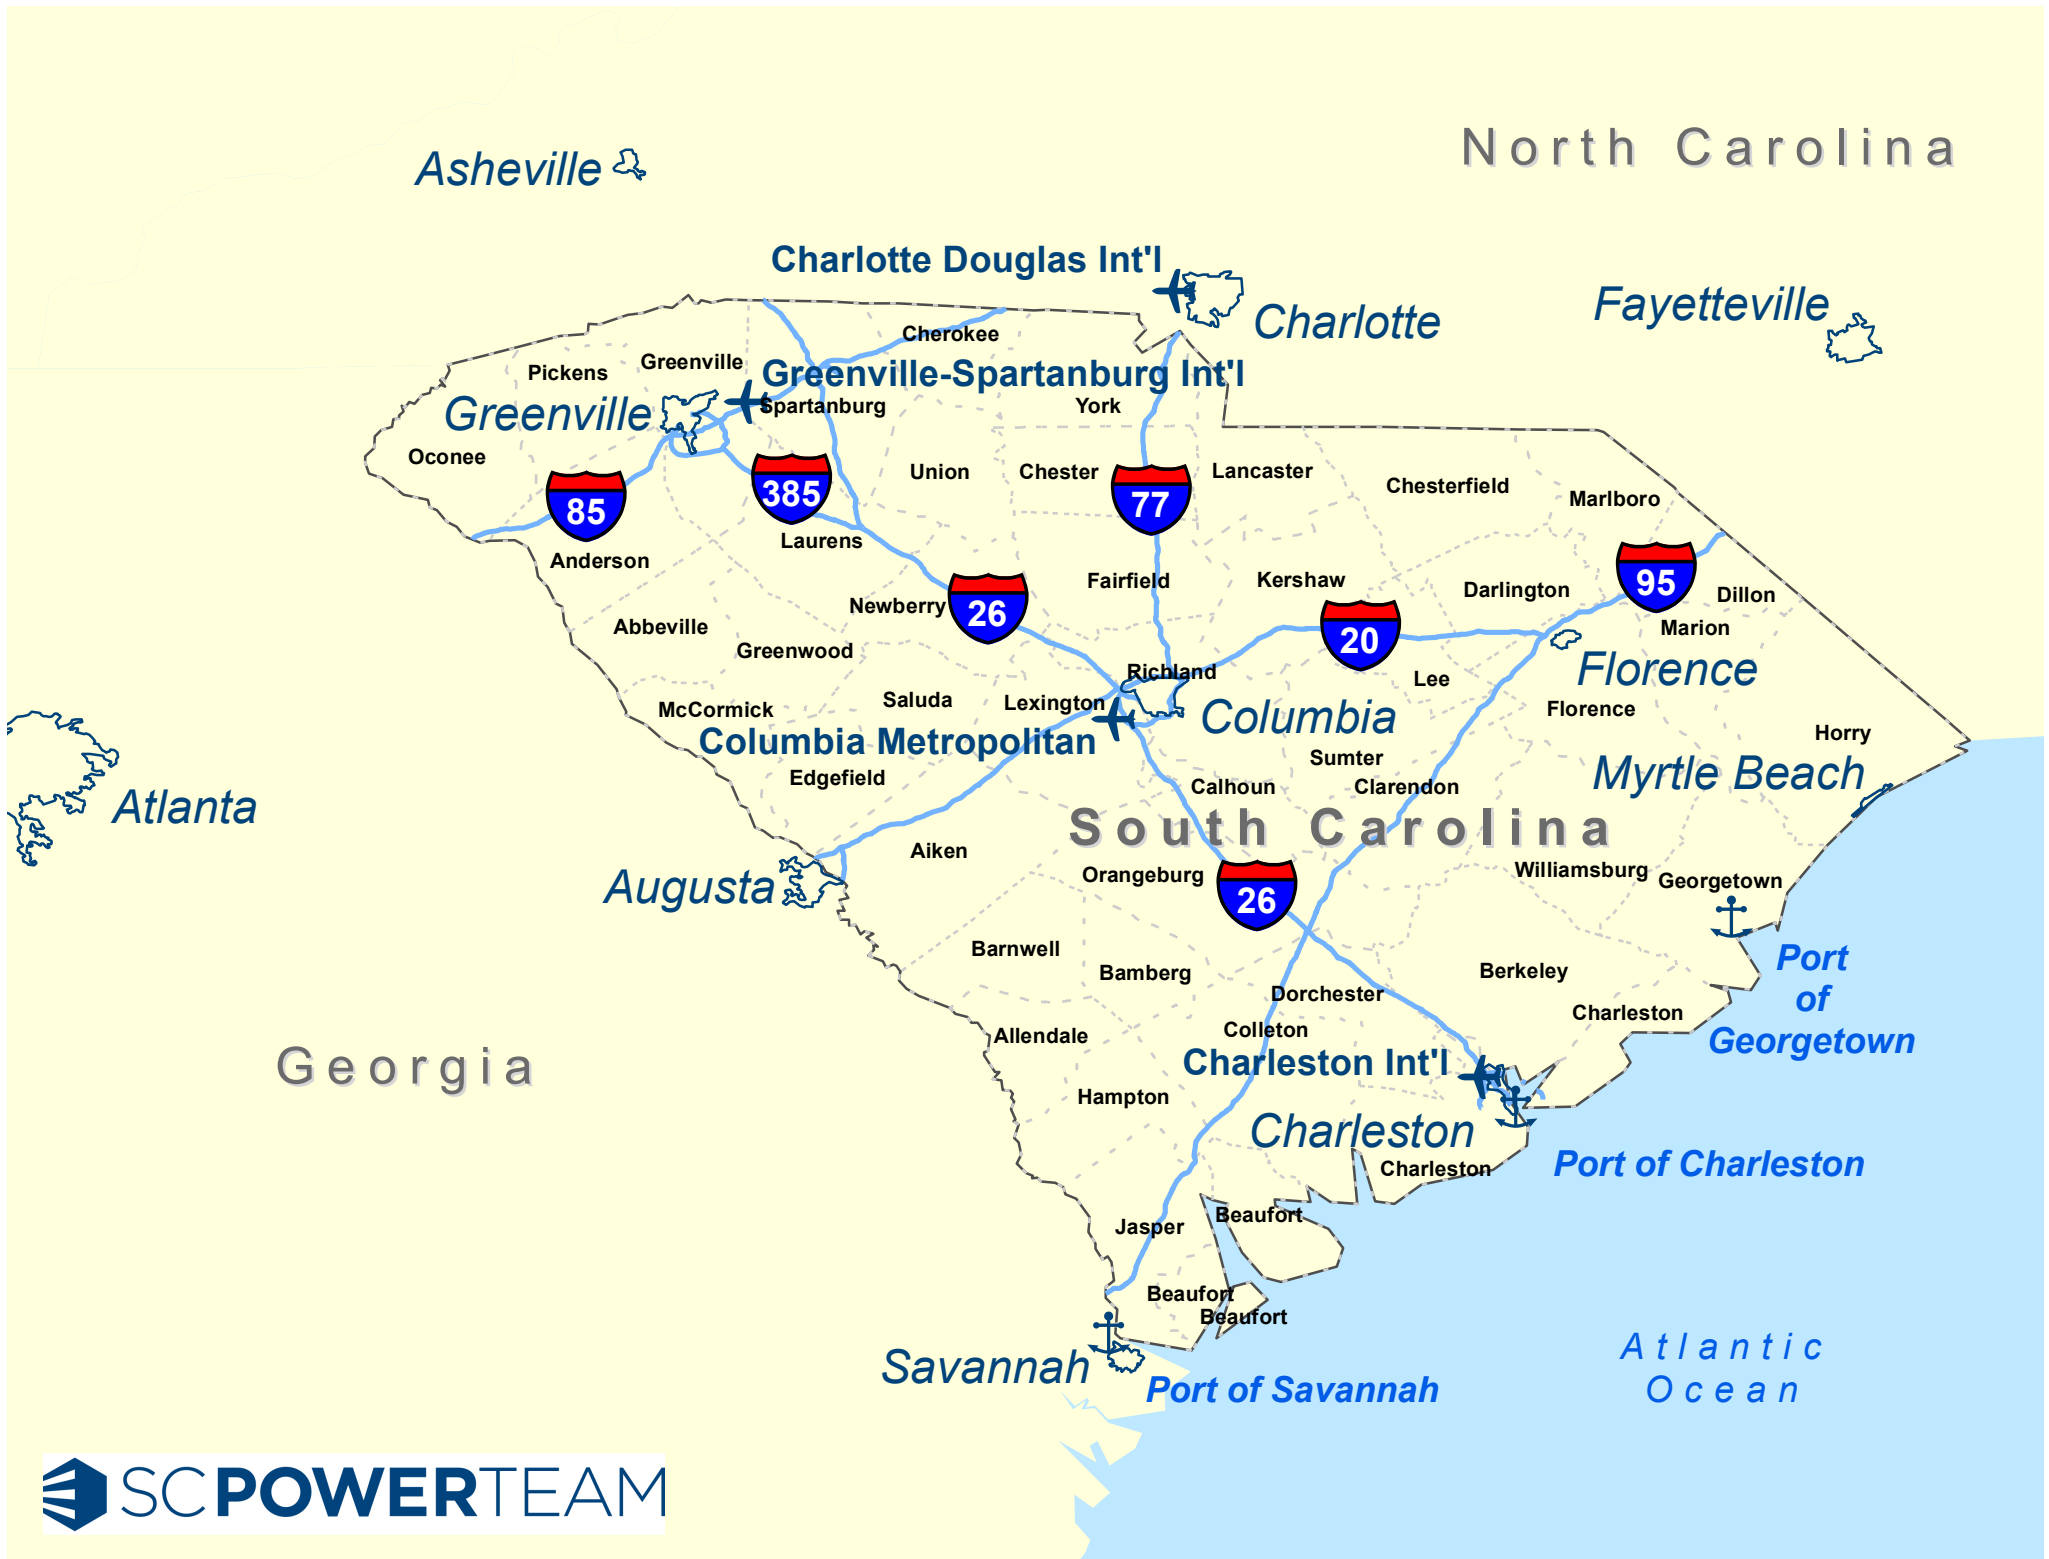 North Carolina
Asheville
Charlotte Douglas Int'l
Charlotte
Fayetteville
Cherokee
Greenville
Pickens
Greenville-Spartanburg Int'l
Greenville
Spartanburg
York
Oconee
Union
Chester
Lancaster
Chesterfield
Marlboro
85
385
77
Laurens
Anderson
Fairfield
Kershaw
Darlington
95
Dillon
Newberry
26
20
Marion
Abbeville
Greenwood
Richland
Florence
Lee
Saluda
Lexington
McCormick
Columbia
Florence
Columbia Metropolitan
Horry
Sumter
Myrtle Beach
Edgefield
Calhoun
Clarendon
Atlanta
South Carolina
Aiken
Orangeburg
Williamsburg
Georgetown
Augusta
26
Barnwell
Bamberg
Berkeley
Port
of
Georgetown
Dorchester
Charleston
Colleton
Allendale
Charleston Int'l
Georgia
Hampton
Charleston
Port of Charleston
Charleston
Beaufort
Jasper
Beaufort
Beaufort
Savannah
Port of Savannah
Atlantic
Ocean
SCPOWERTEAM